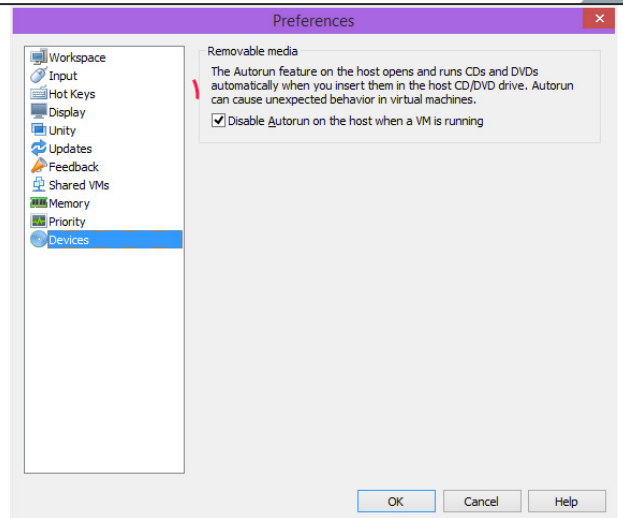 Preferences
Workspace
Input
Hot Keys
Display
Unity
Updates
Feedback
Shared VMs
Memory
Priority
Devices
Removable media
۱
The Autorun feature on the host opens and runs CDs and DVDs
automatically when you insert them in the host CD/DVD drive. Autorun
can cause unexpected behavior in virtual machines.
Disable Autorun on the host when a VM is running
OK
Cancel
Help